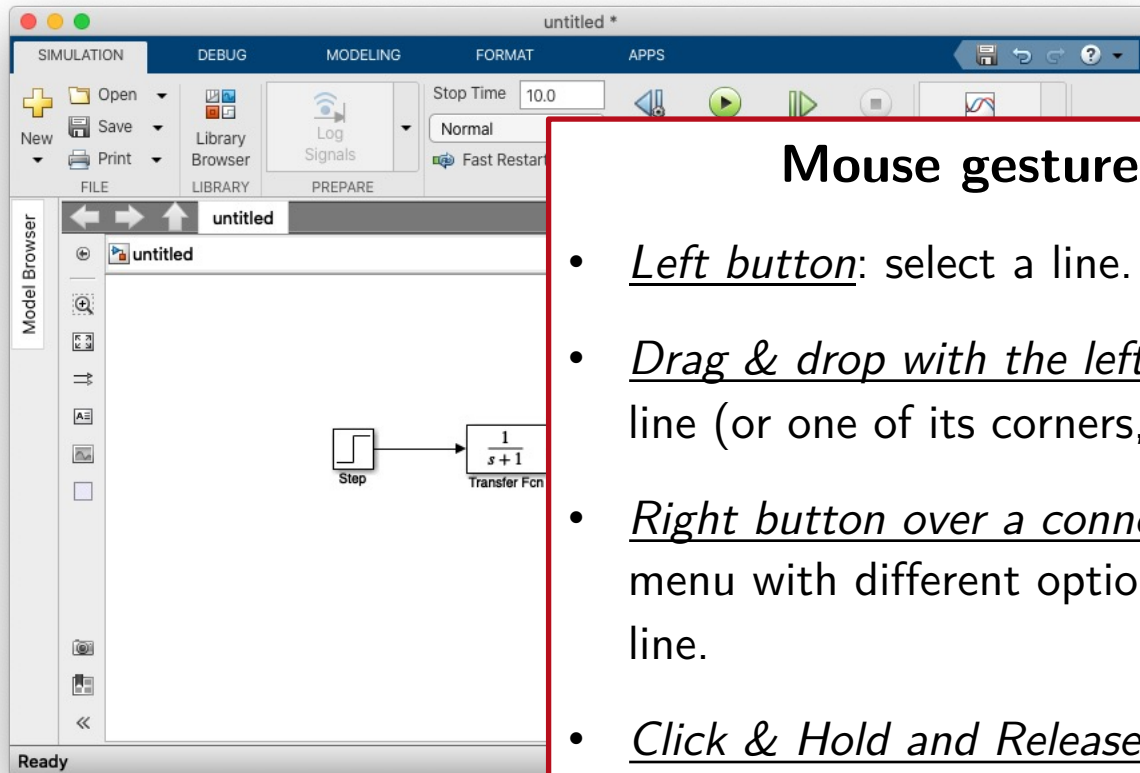 untitled *
SIMULATION DEBUG MODELING FORMAT APPS
New
Open
Save
Print
FILE
Library
Browser
LIBRARY
Log
Signals
PREPARE
Stop Time 10.0
Normal
Fast Restart
Model Browser
untitled
untitled
Step
1
s + 1
Transfer Fcn
Ready
Mouse gesture
• Left button: select a line.
• Drag & drop with the left
line (or one of its corners,
• Right button over a conn
menu with different optio
line.
• Click & Hold and Release